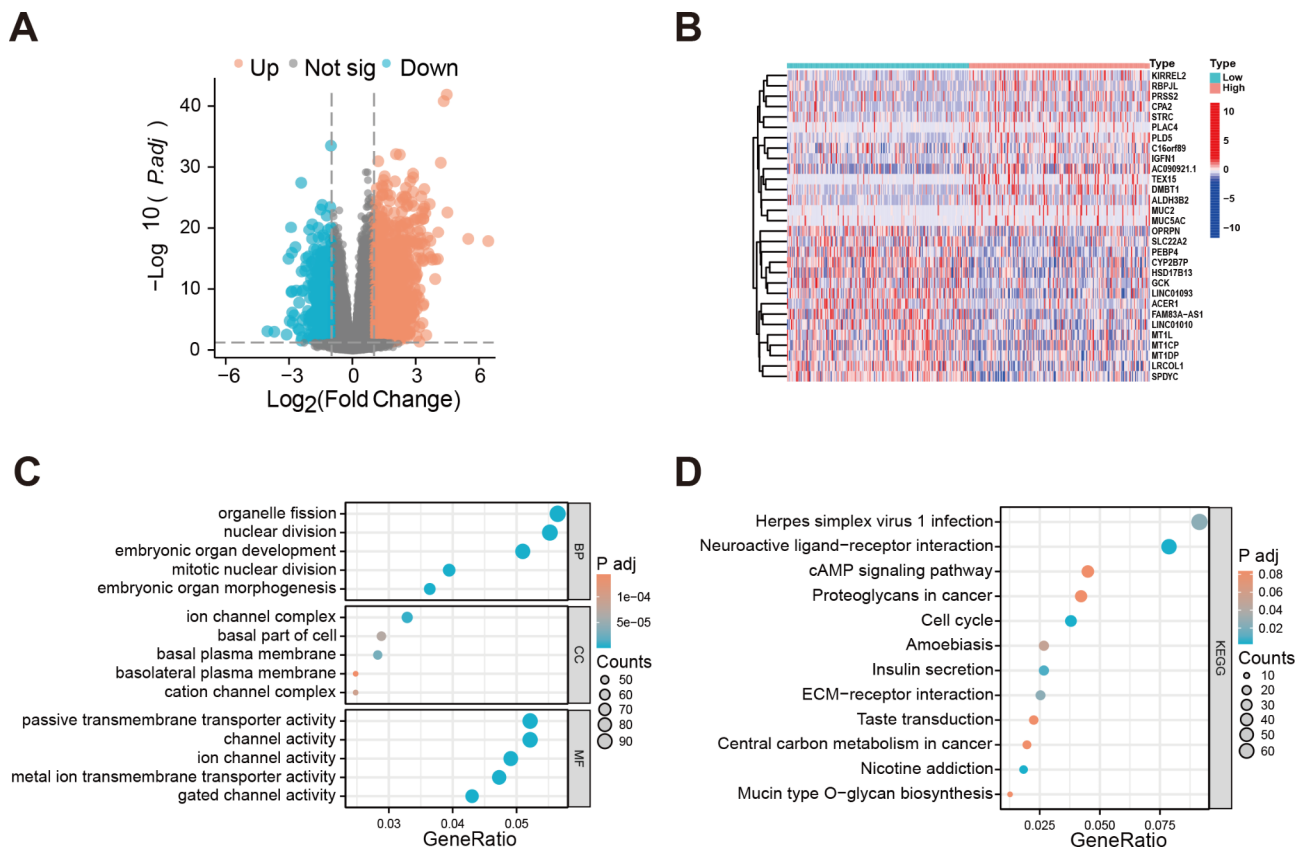 A
Up Not sig Down
−Log 10 ( P.adj )
40
30
20
10
0
−6 −3 0 3 6
Log2(Fold Change)
B
Type
KIRREL2
RBPJL
PRSS2
CPA2
STRC
PLAC4
PLD5
C16orf89
IGFN1
AC090921.1
TEX15
DMBT1
ALDH3B2
MUC2
MUC5AC
OPRPN
SLC22A2
PEBP4
CYP2B7P
HSD17B13
GCK
LINC01093
ACER1
FAM83A−AS1
LINC01010
MT1L
MT1CP
MT1DP
LRCOL1
SPDYC
Type
Low
High
10
5
0
−5
−10
C
organelle fission
nuclear division
embryonic organ development
mitotic nuclear division
embryonic organ morphogenesis
BP
ion channel complex
basal part of cell
basal plasma membrane
basolateral plasma membrane
cation channel complex
CC
passive transmembrane transporter activity
channel activity
ion channel activity
metal ion transmembrane transporter activity
gated channel activity
MF
0.03 0.04 0.05
GeneRatio
P adj
1e−04
5e−05
Counts
50
60
70
80
90
D
Herpes simplex virus 1 infection
Neuroactive ligand−receptor interaction
cAMP signaling pathway
Proteoglycans in cancer
Cell cycle
Amoebiasis
Insulin secretion
ECM−receptor interaction
Taste transduction
Central carbon metabolism in cancer
Nicotine addiction
Mucin type O−glycan biosynthesis
KEGG
0.025 0.050 0.075
GeneRatio
P adj
0.08
0.06
0.04
0.02
Counts
10
20
30
40
50
60